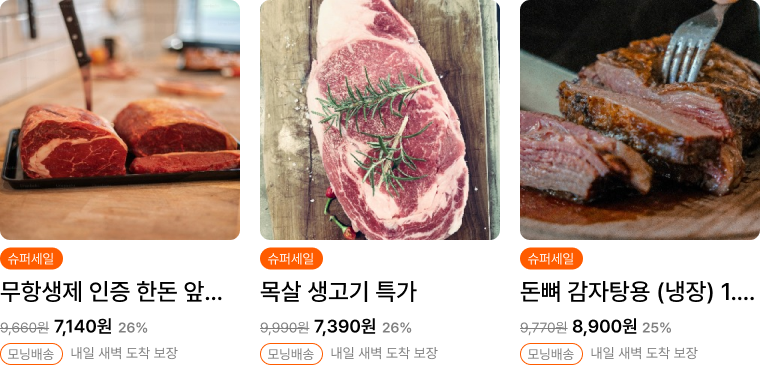 슈퍼세일
무항생제 인증 한돈 앞...
9,660원 7,140원 26%
모닝배송 내일 새벽 도착 보장
슈퍼세일
목살 생고기 특가
9,990원 7,390원 26%
모닝배송 내일 새벽 도착 보장
슈퍼세일
돈뼈 감자탕용 (냉장) 1....
9,770원 8,900원 25%
모닝배송 내일 새벽 도착 보장